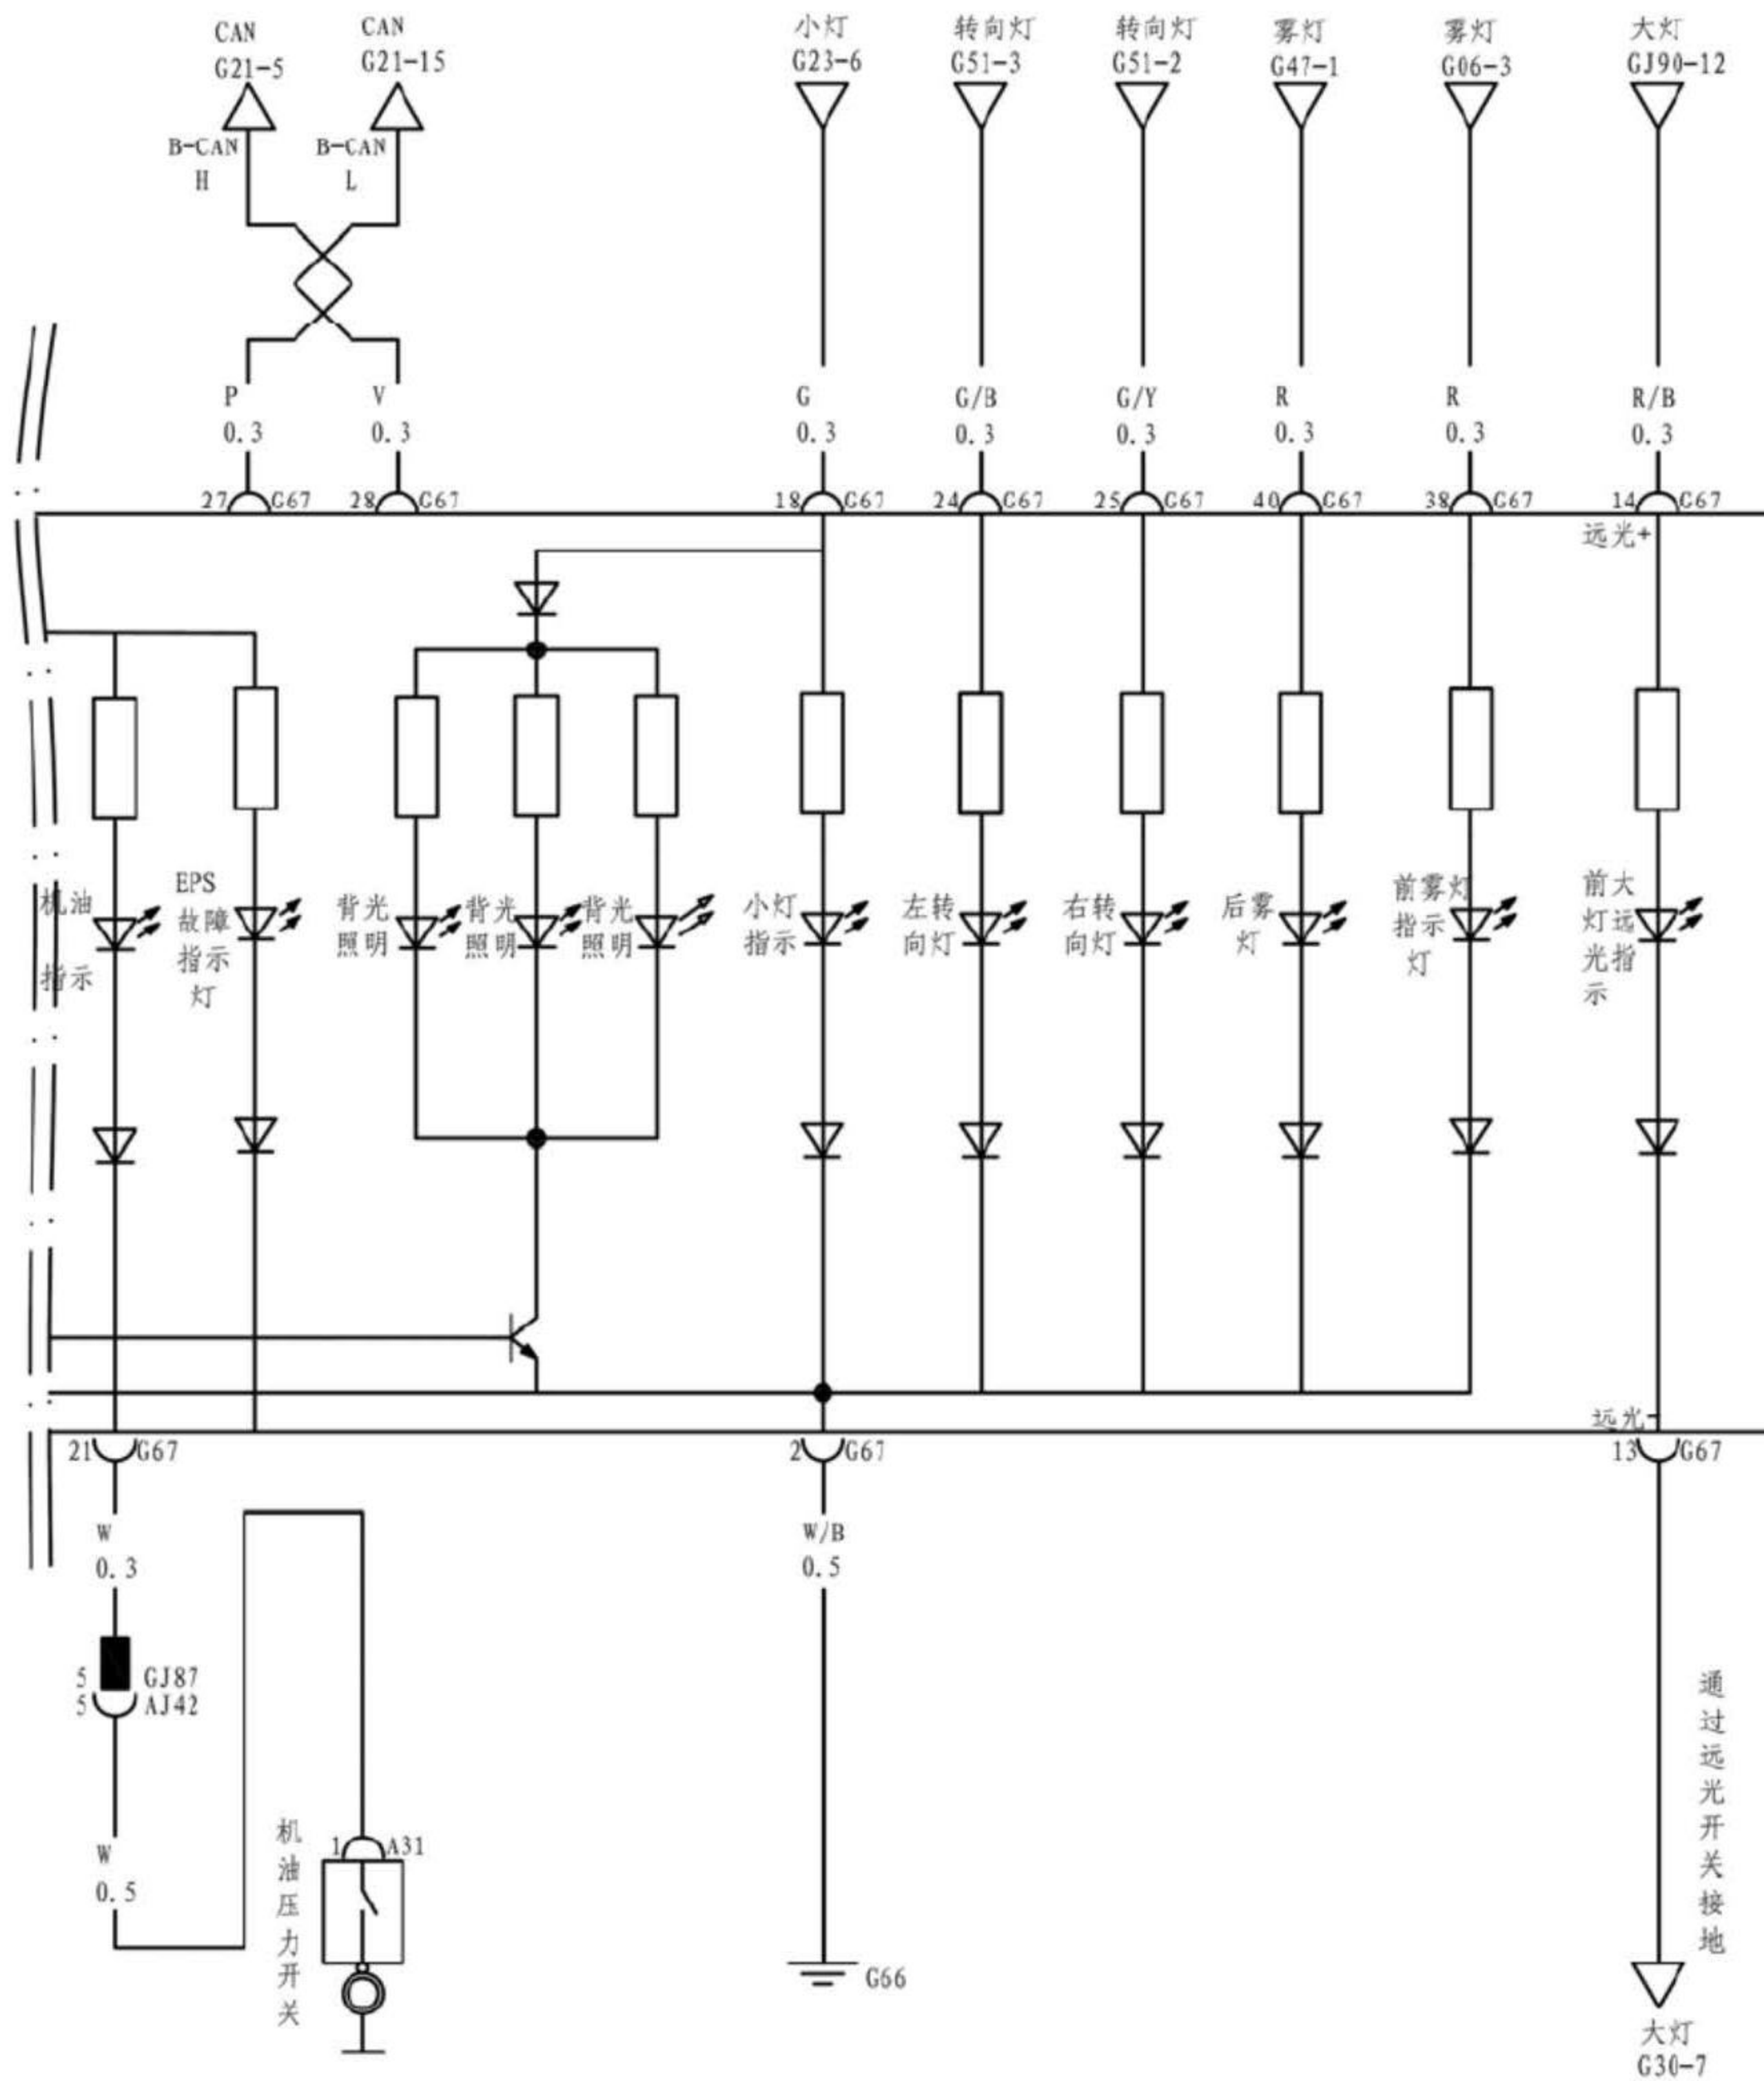 CAN
G21-5
CAN
G21-15
小灯
G23-6
转向灯
G51-3
转向灯
G51-2
雾灯
G47-1
雾灯
G06-3
大灯
GJ90-12
B-CAN
H
B-CAN
L
P
0.3
V
0.3
G
0.3
G/B
0.3
G/Y
0.3
R
0.3
R
0.3
R/B
0.3
27 G67
28 G67
18 G67
24 G67
25 G67
40 G67
38 G67
14 G67
远光+
机油
指示
EPS
故障
指示
灯
背光
照明
背光
照明
背光
照明
小灯
指示
左转
向灯
右转
向灯
后雾
灯
前雾灯
指示
灯
前大
灯远
光指
示
远光-
21 G67
2 G67
13 G67
W
0.3
W/B
0.5
5 GJ87
5 AJ42
W
0.5
机油压力开关
1 A31
G66
通过远光开关接地
大灯
G30-7